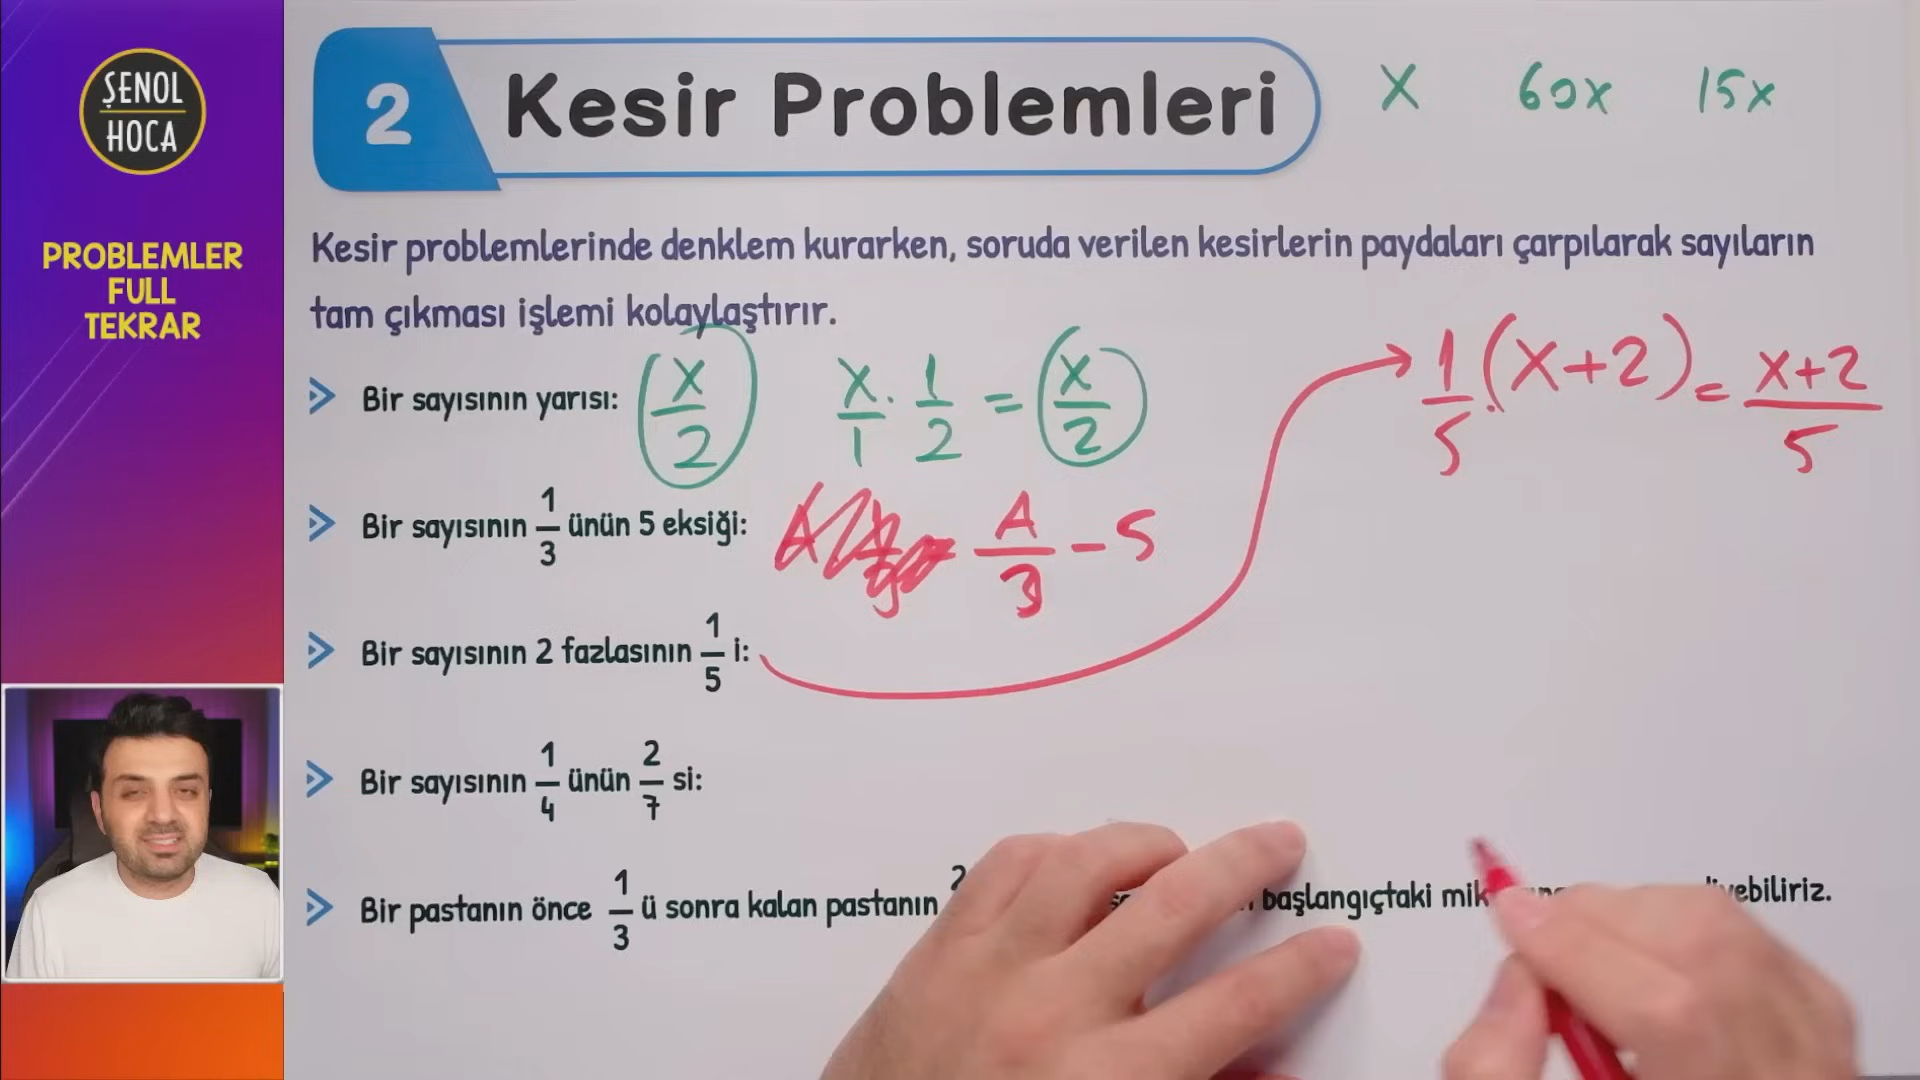 ŞENOL
HOCA
PROBLEMLER
FULL
TEKRAR
2 Kesir Problemleri
X 60x 15x
Kesir problemlerinde denklem kurarken, soruda verilen kesirlerin paydaları çarpılarak sayıların
tam çıkması işlemi kolaylaştırır.
Bir sayısının yarısı: x/2 x/1 . 1/2 = x/2
Bir sayısının 1/3 ünün 5 eksiği: A/3 - 5
Bir sayısının 2 fazlasının 1/5 i: 1/5 . (x+2) = x+2/5
Bir sayısının 1/4 ünün 2/7 si:
Bir pastanın önce 1/3 ü sonra kalan pastanın 2 başlangıçtaki